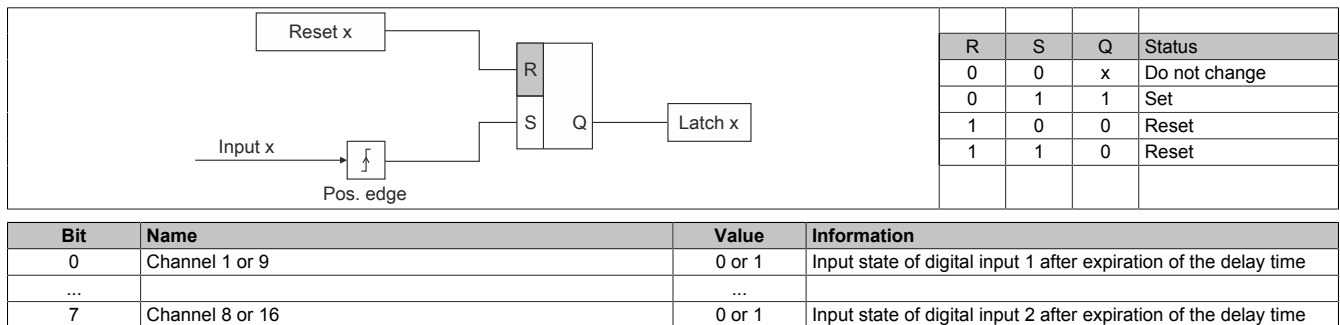 Reset x
R
S Q
Latch x
Input x
Pos. edge
R S Q Status
0 0 x Do not change
0 1 1 Set
1 0 0 Reset
1 1 0 Reset
Bit Name Value Information
0 Channel 1 or 9 0 or 1 Input state of digital input 1 after expiration of the delay time
... ...
7 Channel 8 or 16 0 or 1 Input state of digital input 2 after expiration of the delay time